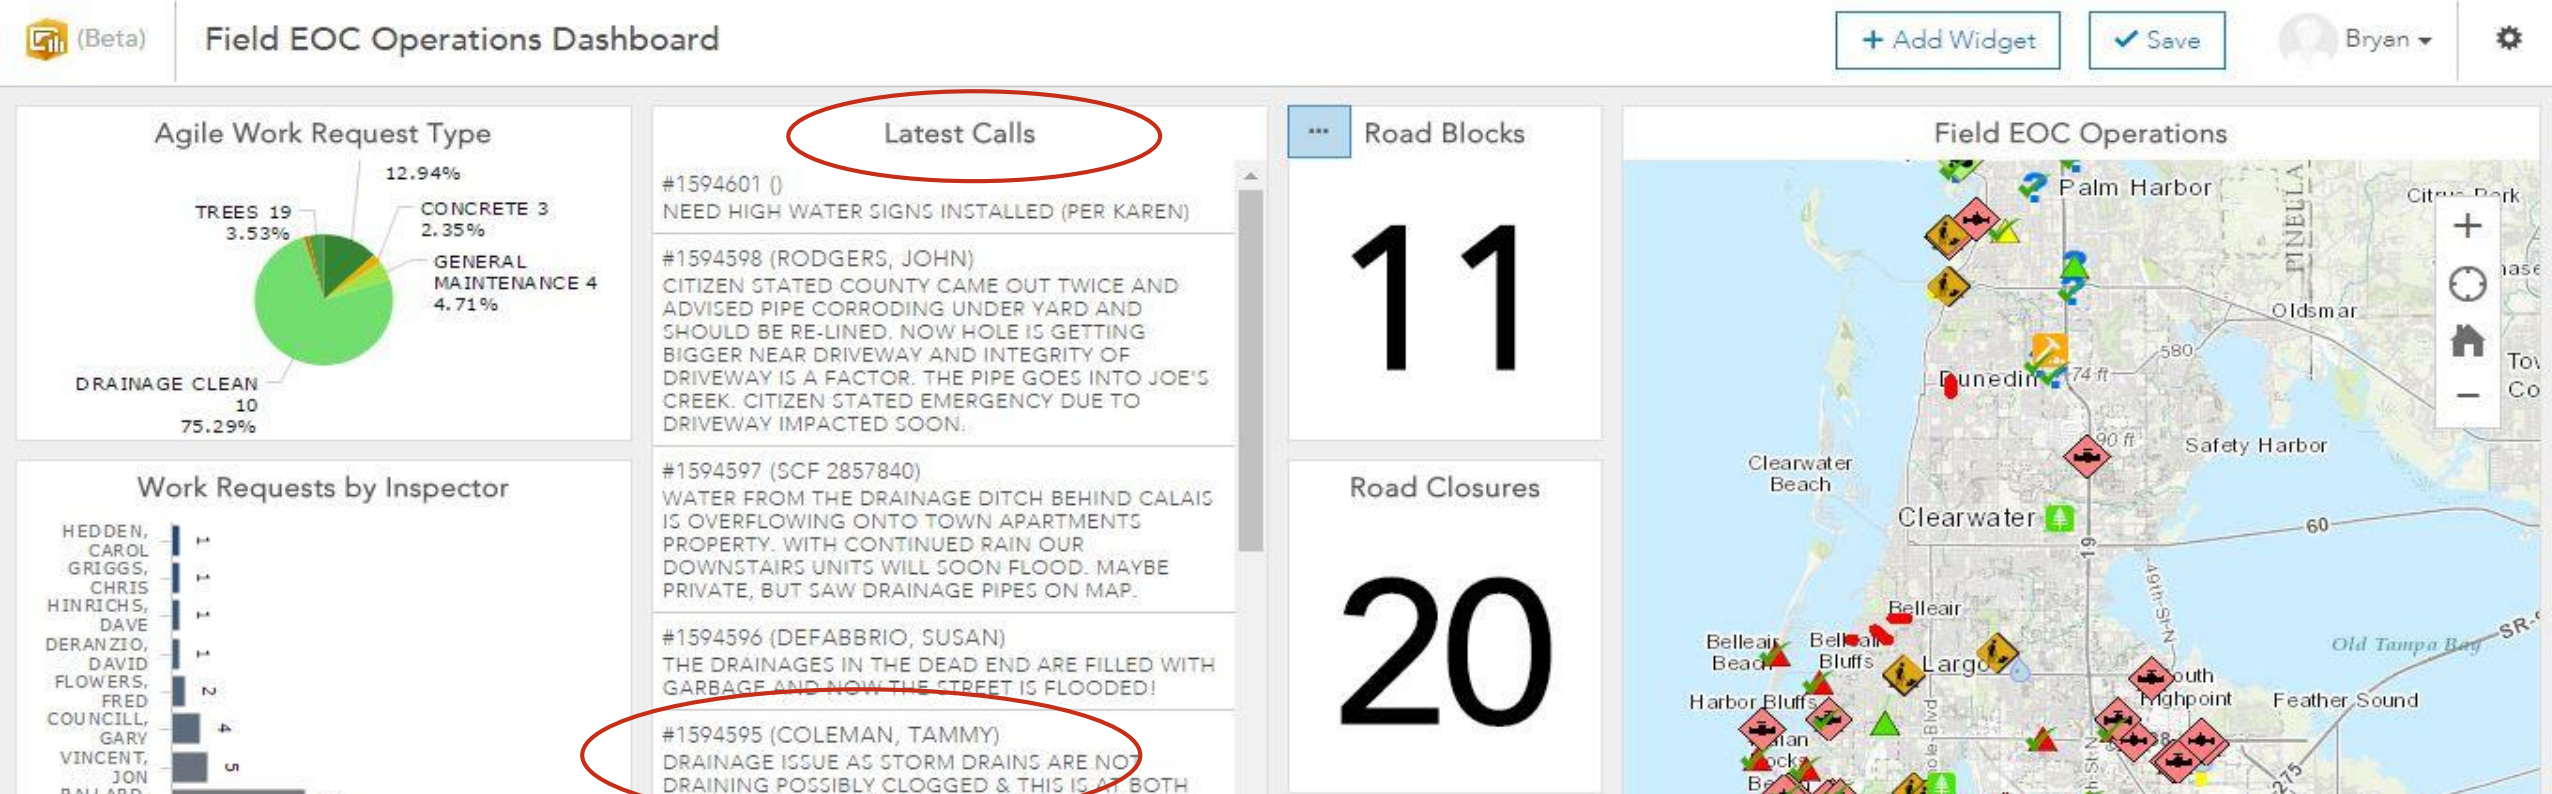 (Beta)
Field EOC Operations Dashboard
+ Add Widget
Save
Bryan
Agile Work Request Type
12.94%
TREES 19
3.53%
CONCRETE 3
2.35%
GENERAL
MAINTENANCE 4
4.71%
DRAINAGE CLEAN
10
75.29%
Work Requests by Inspector
HEDDEN,
CAROL
1
GRIGGS,
CHRIS
1
HINRICHS,
DAVE
1
DERANZIO,
DAVID
1
FLOWERS,
FRED
2
COUNCILL,
GARY
4
VINCENT,
JON
5
Latest Calls
#1594601 ()
NEED HIGH WATER SIGNS INSTALLED (PER KAREN)
#1594598 (RODGERS, JOHN)
CITIZEN STATED COUNTY CAME OUT TWICE AND
ADVISED PIPE CORRODING UNDER YARD AND
SHOULD BE RE-LINED. NOW HOLE IS GETTING
BIGGER NEAR DRIVEWAY AND INTEGRITY OF
DRIVEWAY IS A FACTOR. THE PIPE GOES INTO JOE'S
CREEK. CITIZEN STATED EMERGENCY DUE TO
DRIVEWAY IMPACTED SOON.
#1594597 (SCF 2857840)
WATER FROM THE DRAINAGE DITCH BEHIND CALAIS
IS OVERFLOWING ONTO TOWN APARTMENTS
PROPERTY. WITH CONTINUED RAIN OUR
DOWNSTAIRS UNITS WILL SOON FLOOD. MAYBE
PRIVATE, BUT SAW DRAINAGE PIPES ON MAP.
#1594596 (DEFABBRIO, SUSAN)
THE DRAINAGES IN THE DEAD END ARE FILLED WITH
GARBAGE AND NOW THE STREET IS FLOODED!
#1594595 (COLEMAN, TAMMY)
DRAINAGE ISSUE AS STORM DRAINS ARE NOT
DRAINING POSSIBLY CLOGGED & THIS IS AT BOTH
...
Road Blocks
11
Road Closures
20
Field EOC Operations
Palm Harbor
PINELLA
Oldsmar
580
Dunedin
74 ft
90 ft
Safety Harbor
Clearwater
Beach
Clearwater
60
19
49th-St-N
Belleair
Belleair
Beach
Belleair
Bluffs
Largo
Old Tampa Bay
SR-
Harbor Bluffs
Highpoint
Feather Sound
275